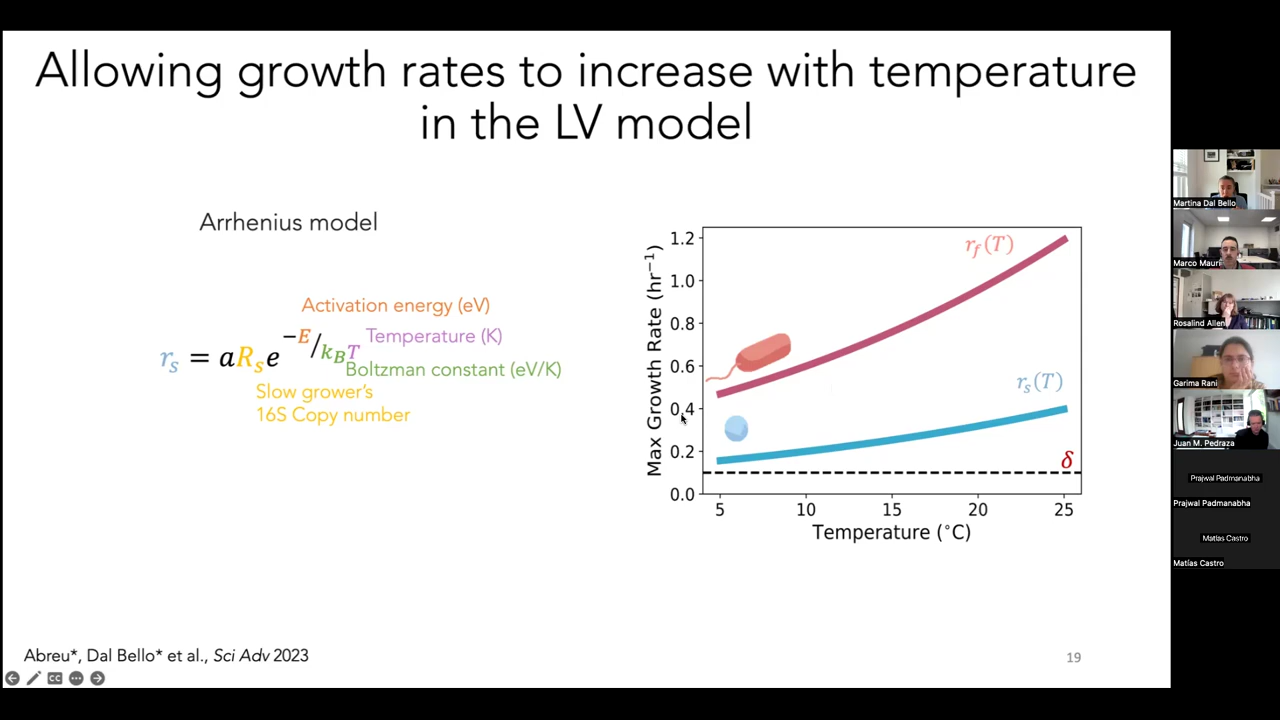 Allowing growth rates to increase with temperature
in the LV model
Arrhenius model
Activation energy (eV)
Temperature (K)
r_s = aR_s e^{-E/k_BT}
Boltzman constant (eV/K)
Slow grower's
16S Copy number
Max Growth Rate (hr⁻¹)
1.2
1.0
0.8
0.6
0.4
0.2
0.0
r_f(T)
r_s(T)
δ
5 10 15 20 25
Temperature (°C)
Abreu*, Dal Bello* et al., Sci Adv 2023
19
CC
Martina Dal Bello
Marco Mauri
Rosalind Allen
Garima Rani
Juan M. Pedraza
Prajwal Padmanabha
Prajwal Padmanabha
Matías Castro
Matías Castro